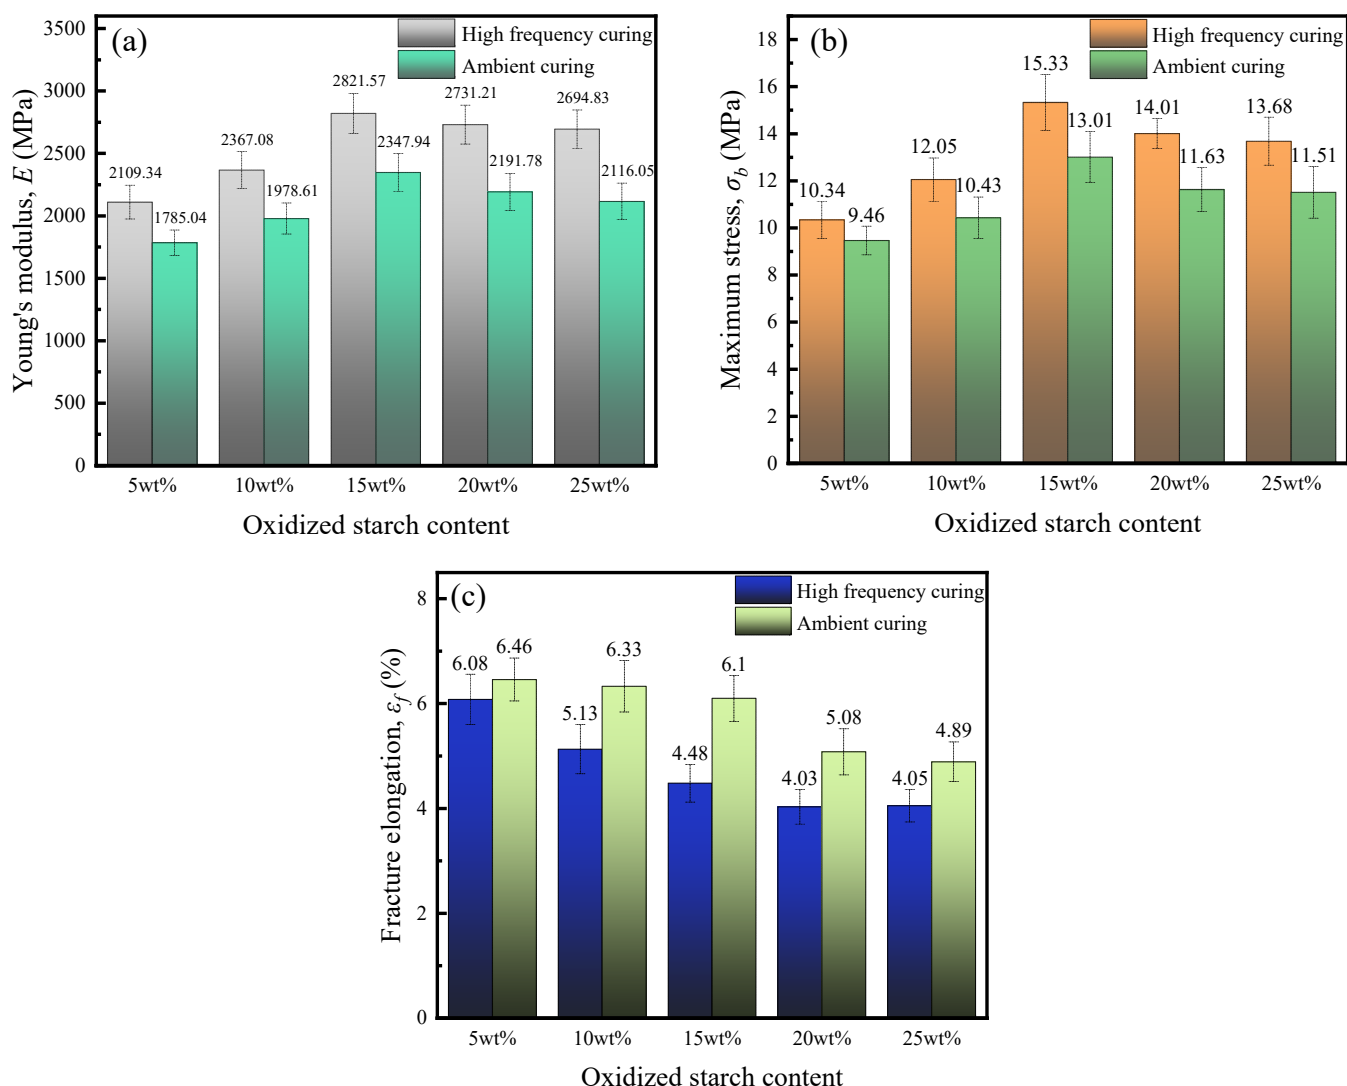 (a)
High frequency curing
Ambient curing
Young's modulus, E (MPa)
3500
3000
2500
2000
1500
1000
500
0
2109.34
1785.04
2367.08
1978.61
2821.57
2347.94
2731.21
2191.78
2694.83
2116.05
5wt% 10wt% 15wt% 20wt% 25wt%
Oxidized starch content
(b)
High frequency curing
Ambient curing
Maximum stress, σb (MPa)
18
16
14
12
10
8
6
4
2
0
10.34
9.46
12.05
10.43
15.33
13.01
14.01
11.63
13.68
11.51
5wt% 10wt% 15wt% 20wt% 25wt%
Oxidized starch content
(c)
High frequency curing
Ambient curing
Fracture elongation, εf (%)
8
6
4
2
0
6.08
6.46
5.13
6.33
4.48
6.1
4.03
5.08
4.05
4.89
5wt% 10wt% 15wt% 20wt% 25wt%
Oxidized starch content